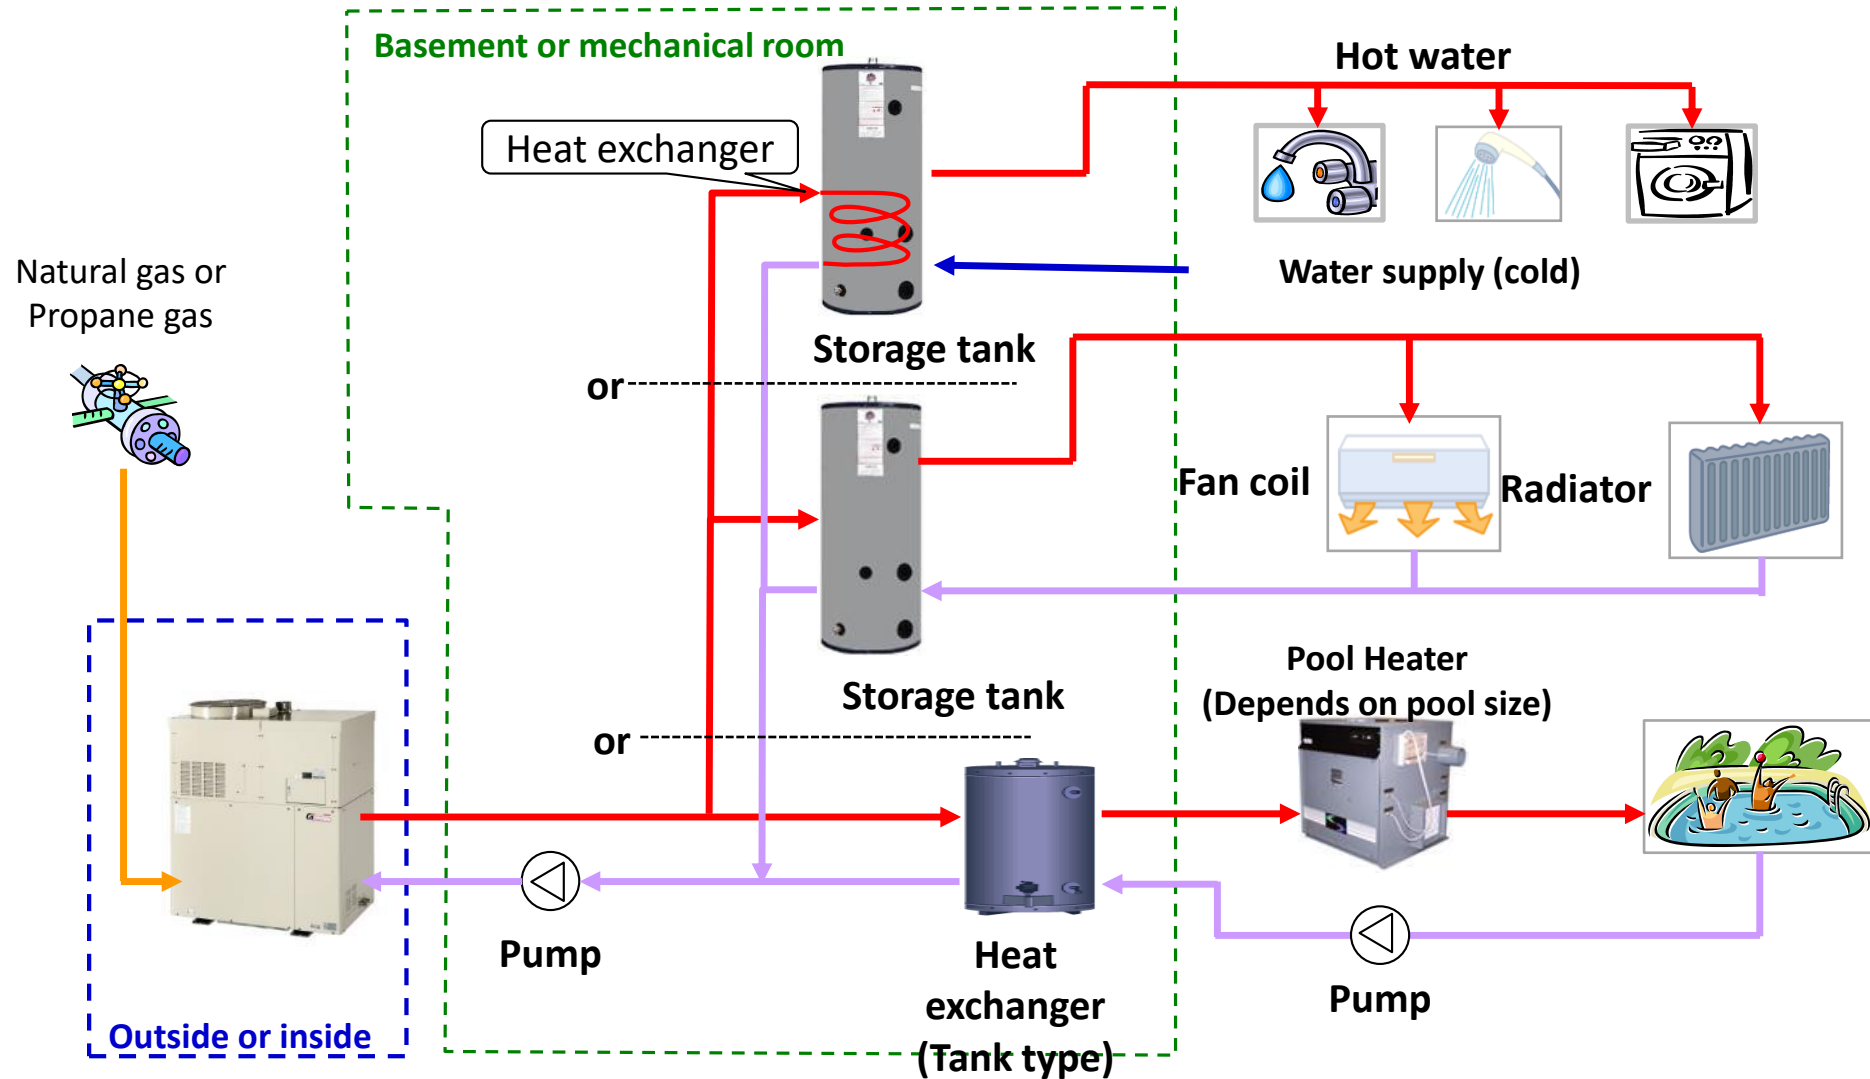 Basement or mechanical room
Hot water
Heat exchanger
Natural gas or
Propane gas
Water supply (cold)
Storage tank
or
Fan coil
Radiator
Storage tank
or
Pool Heater
(Depends on pool size)
Pump
Heat
exchanger
(Tank type)
Pump
Outside or inside